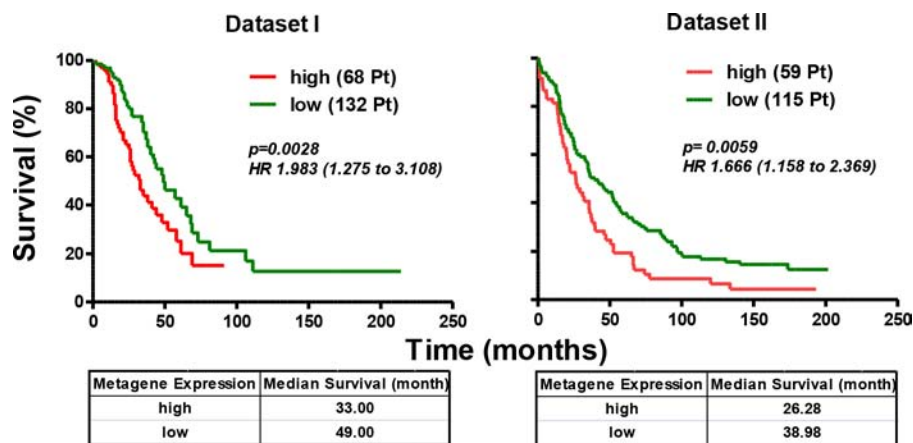 Dataset I
Survival (%)
100
80
60
40
20
0
high (68 Pt)
low (132 Pt)
p=0.0028
HR 1.983 (1.275 to 3.108)
0 50 100 150 200 250
Dataset II
high (59 Pt)
low (115 Pt)
p= 0.0059
HR 1.666 (1.158 to 2.369)
0 50 100 150 200 250
Time (months)
Metagene Expression Median Survival (month)
high 33.00
low 49.00
Metagene Expression Median Survival (month)
high 26.28
low 38.98